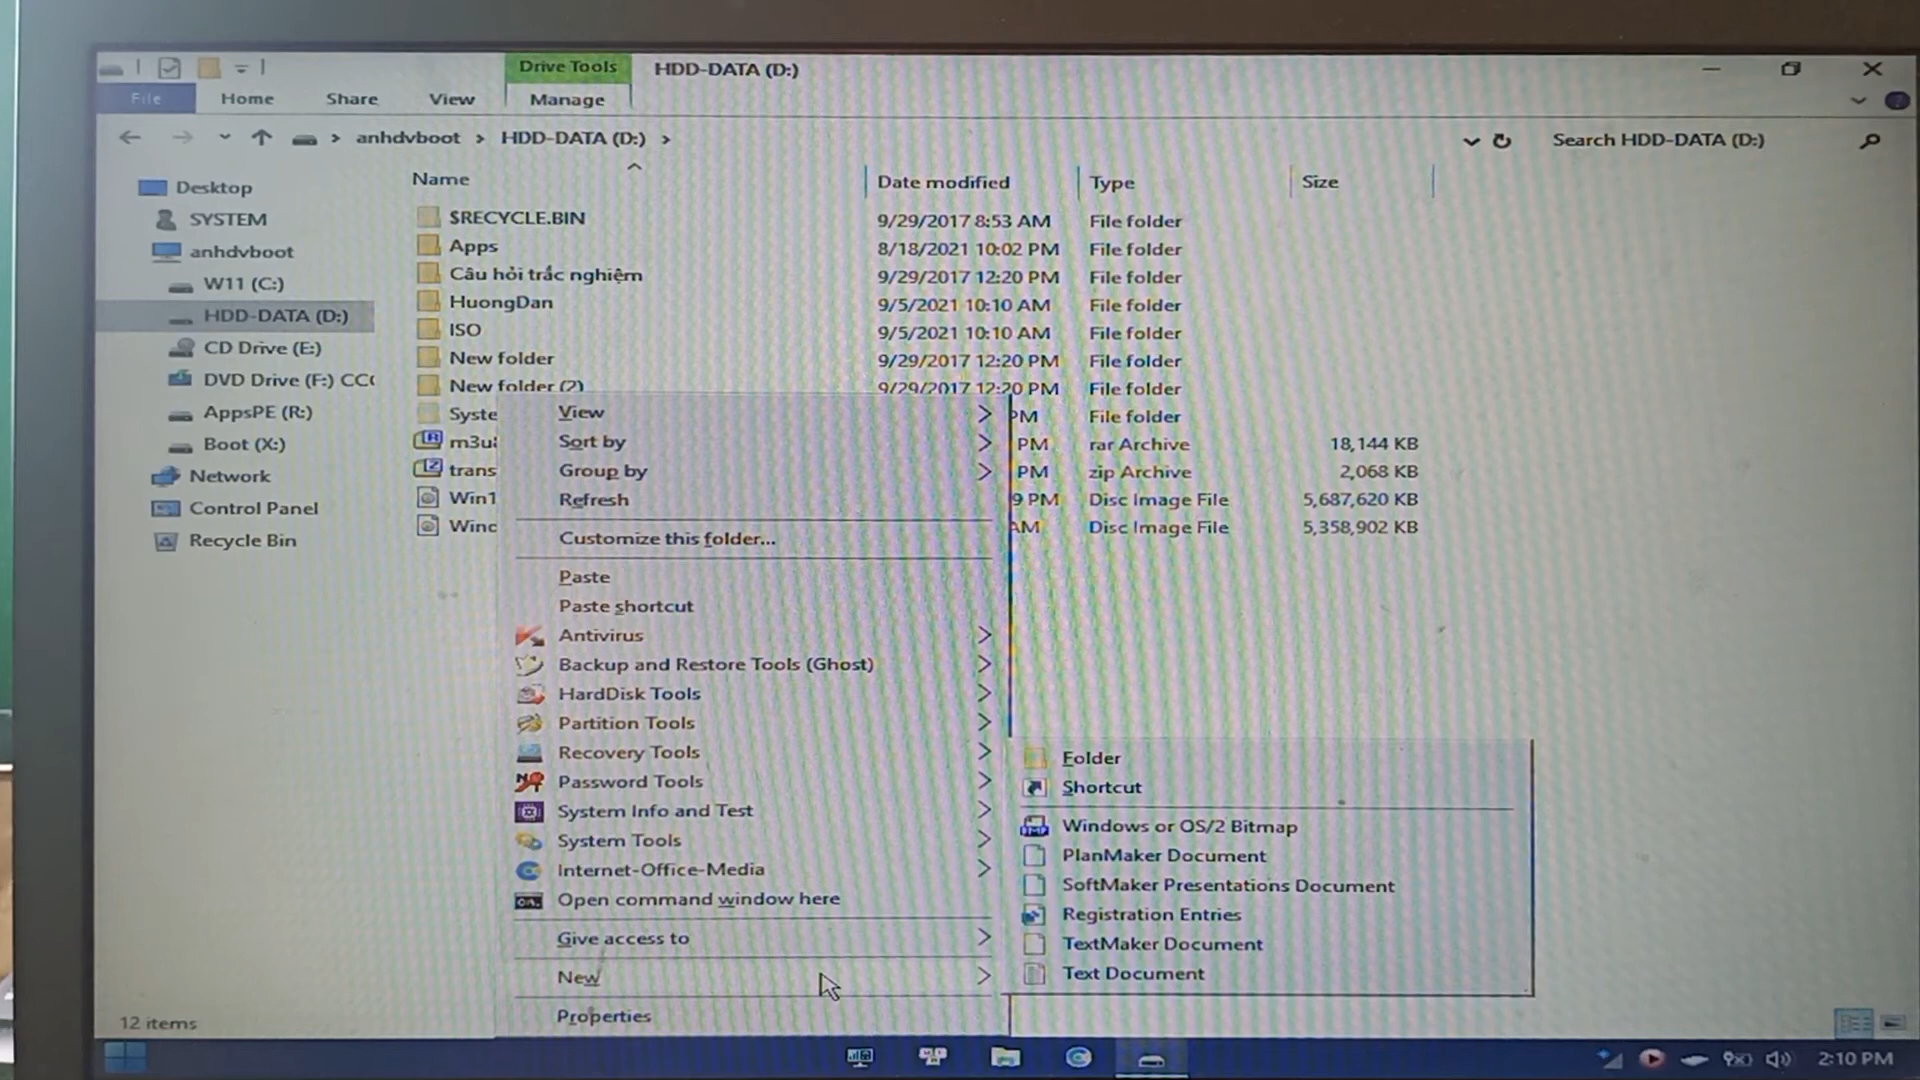 Drive Tools
HDD-DATA (D:)
File
Home
Share
View
Manage
anhdvboot
HDD-DATA (D:)
Search HDD-DATA (D:)
Desktop
SYSTEM
anhdvboot
W11 (C:)
HDD-DATA (D:)
CD Drive (E:)
DVD Drive (F:) CC
AppsPE (R:)
Boot (X:)
Network
Control Panel
Recycle Bin
Name Date modified Type Size
$RECYCLE.BIN 9/29/2017 8:53 AM File folder
Apps 8/18/2021 10:02 PM File folder
Câu hỏi trắc nghiệm 9/29/2017 12:20 PM File folder
HuongDan 9/5/2021 10:10 AM File folder
ISO 9/5/2021 10:10 AM File folder
New folder 9/29/2017 12:20 PM File folder
New folder (2) 9/29/2017 12:20 PM File folder
Syste PM File folder
m3u PM rar Archive 18,144 KB
trans PM zip Archive 2,068 KB
Win1 9 PM Disc Image File 5,687,620 KB
Winc AM Disc Image File 5,358,902 KB
View
Sort by
Group by
Refresh
Customize this folder...
Paste
Paste shortcut
Antivirus
Backup and Restore Tools (Ghost)
HardDisk Tools
Partition Tools
Recovery Tools
Password Tools
System Info and Test
System Tools
Internet-Office-Media
Open command window here
Give access to
New
Properties
Folder
Shortcut
Windows or OS/2 Bitmap
PlanMaker Document
SoftMaker Presentations Document
Registration Entries
TextMaker Document
Text Document
12 items
2:10 PM